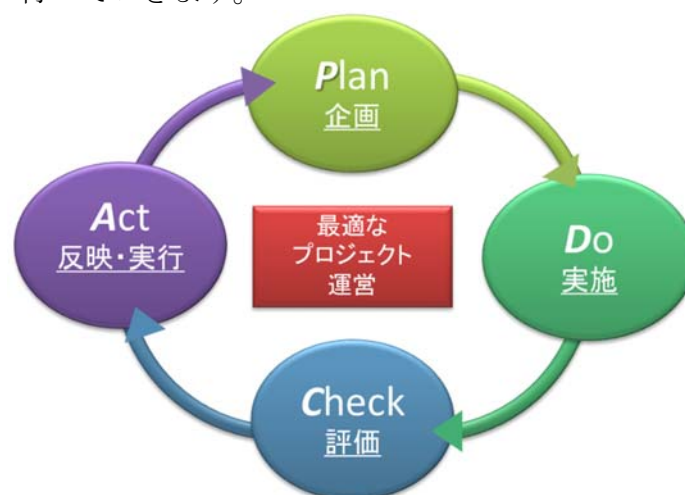 Plan
企画
Do
実施
Check
評価
Act
反映・実行
最適な
プロジェクト
運営